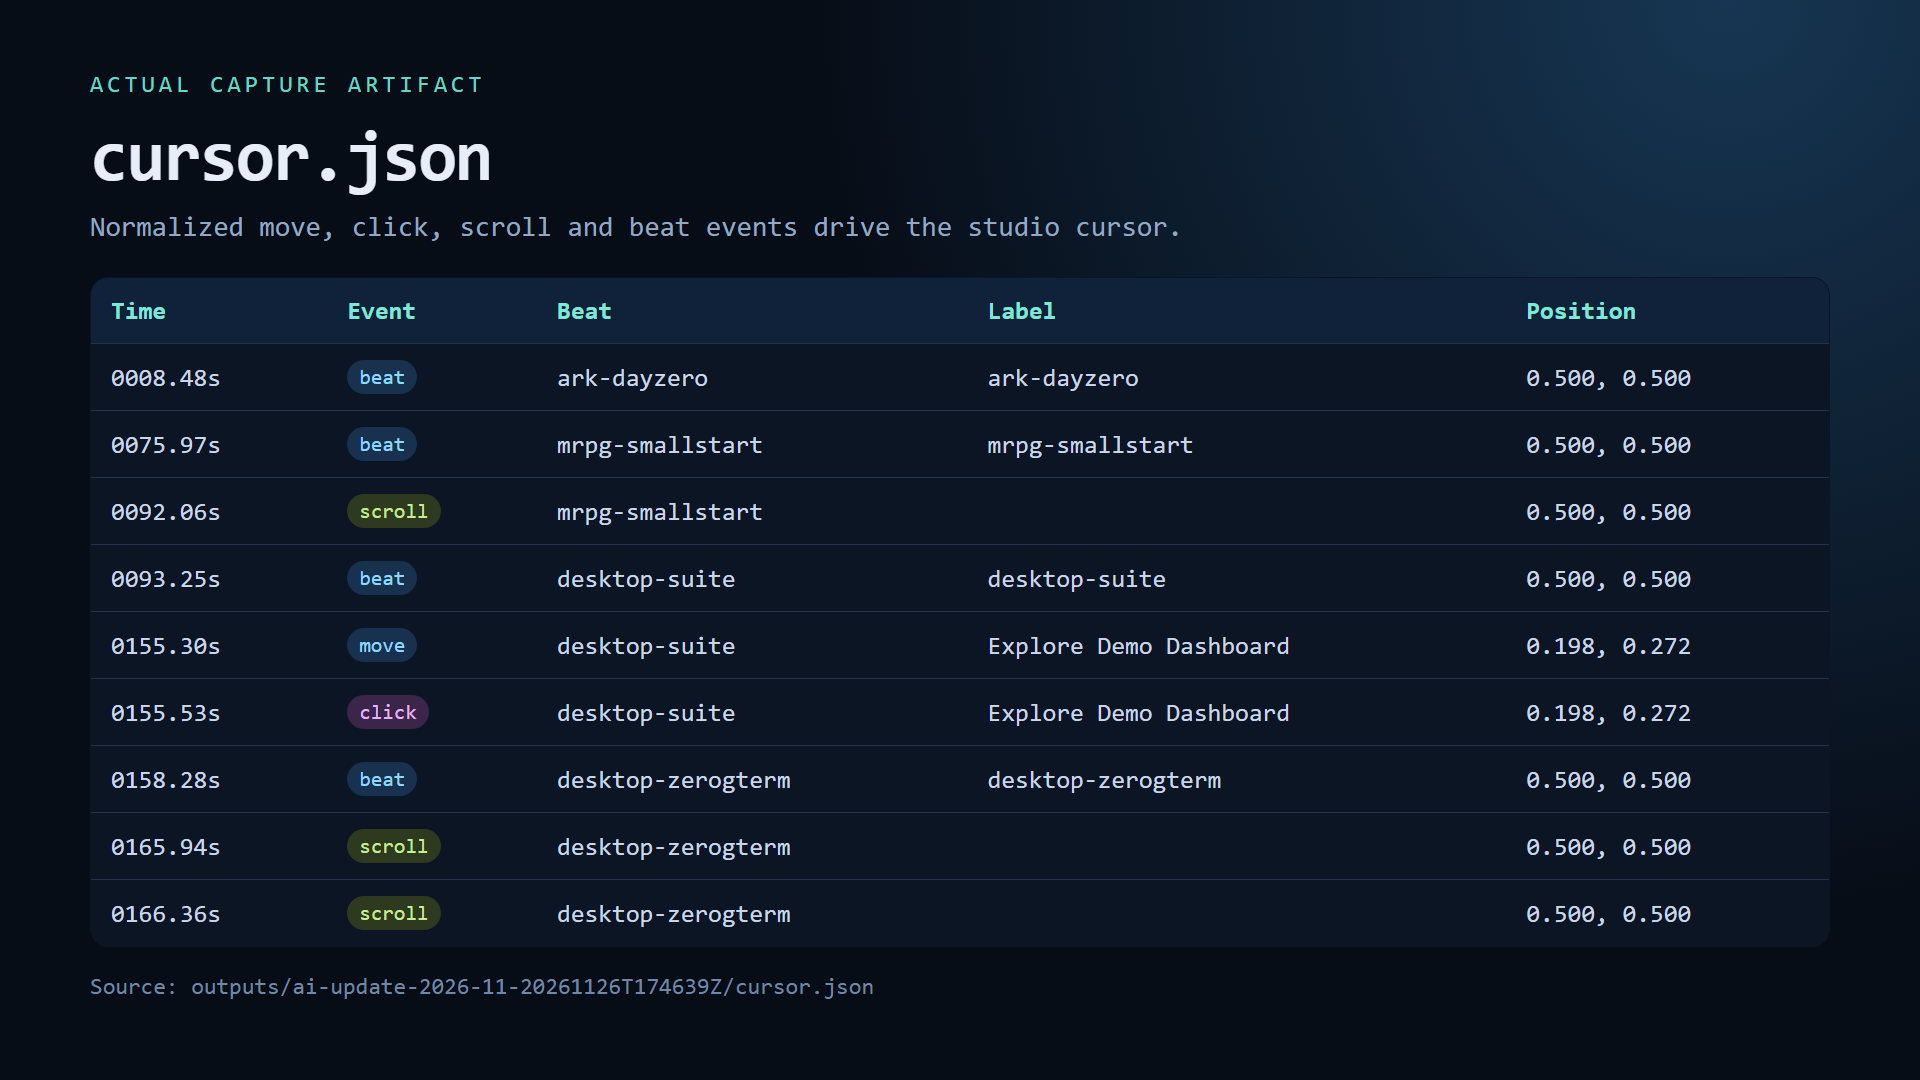 ACTUAL CAPTURE ARTIFACT
cursor.json
Normalized move, click, scroll and beat events drive the studio cursor.
Time Event Beat Label Position
0008.48s beat ark-dayzero ark-dayzero 0.500, 0.500
0075.97s beat mrpg-smallstart mrpg-smallstart 0.500, 0.500
0092.06s scroll mrpg-smallstart 0.500, 0.500
0093.25s beat desktop-suite desktop-suite 0.500, 0.500
0155.30s move desktop-suite Explore Demo Dashboard 0.198, 0.272
0155.53s click desktop-suite Explore Demo Dashboard 0.198, 0.272
0158.28s beat desktop-zerogterm desktop-zerogterm 0.500, 0.500
0165.94s scroll desktop-zerogterm 0.500, 0.500
0166.36s scroll desktop-zerogterm 0.500, 0.500
Source: outputs/ai-update-2026-11-20261126T174639Z/cursor.json